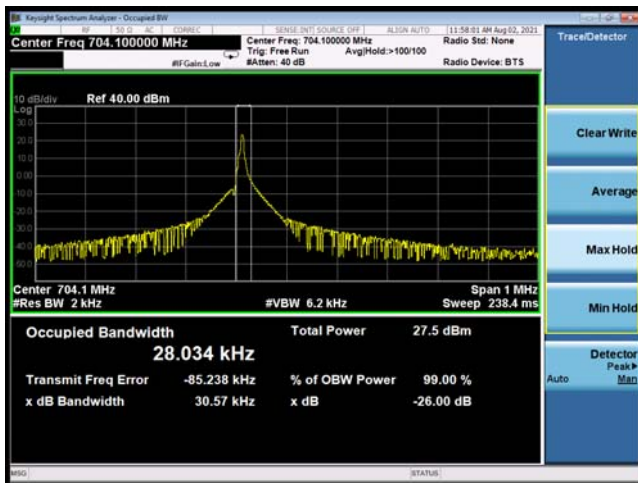 Keysight Spectrum Analyzer - Occupied BW
RF 50 Ω AC CORREC SENSE:INT SOURCE OFF ALIGN AUTO 11:58:01 AM Aug 02, 2021
Center Freq 704.100000 MHz
Center Freq: 704.100000 MHz
Radio Std: None
Trig: Free Run Avg|Hold:>100/100
#IFGain:Low #Atten: 40 dB Radio Device: BTS
10 dB/div Ref 40.00 dBm
Log
30.0
20.0
10.0
0.00
-10.0
-20.0
-30.0
-40.0
-50.0
Center 704.1 MHz Span 1 MHz
#Res BW 2 kHz #VBW 6.2 kHz Sweep 238.4 ms
Occupied Bandwidth Total Power 27.5 dBm
28.034 kHz
Transmit Freq Error -85.238 kHz % of OBW Power 99.00 %
x dB Bandwidth 30.57 kHz x dB -26.00 dB
MSG STATUS
Trace/Detector
Clear Write
Average
Max Hold
Min Hold
Detector
Peak▶
Auto Man